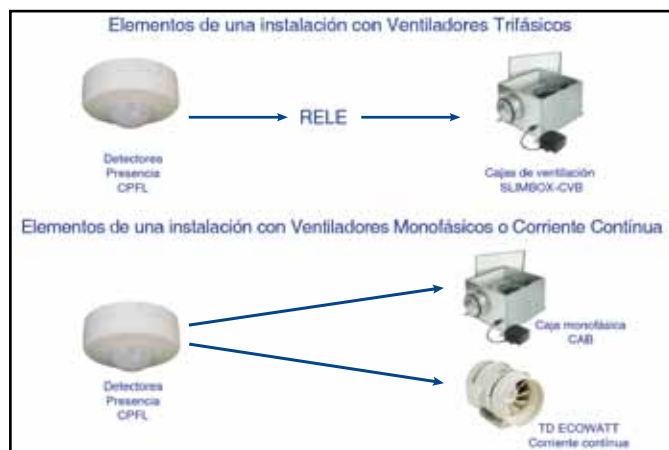 Elementos de una instalación con Ventiladores Trifásicos
RELE
Detectores
Presencia
CPFL
Cajas de ventilación
SLIMBOX-CVB
Elementos de una instalación con Ventiladores Monofásicos o Corriente Contínua
Caja monofásica
CAB
Detectores
Presencia
CPFL
TD ECOWATT
Corriente contínua